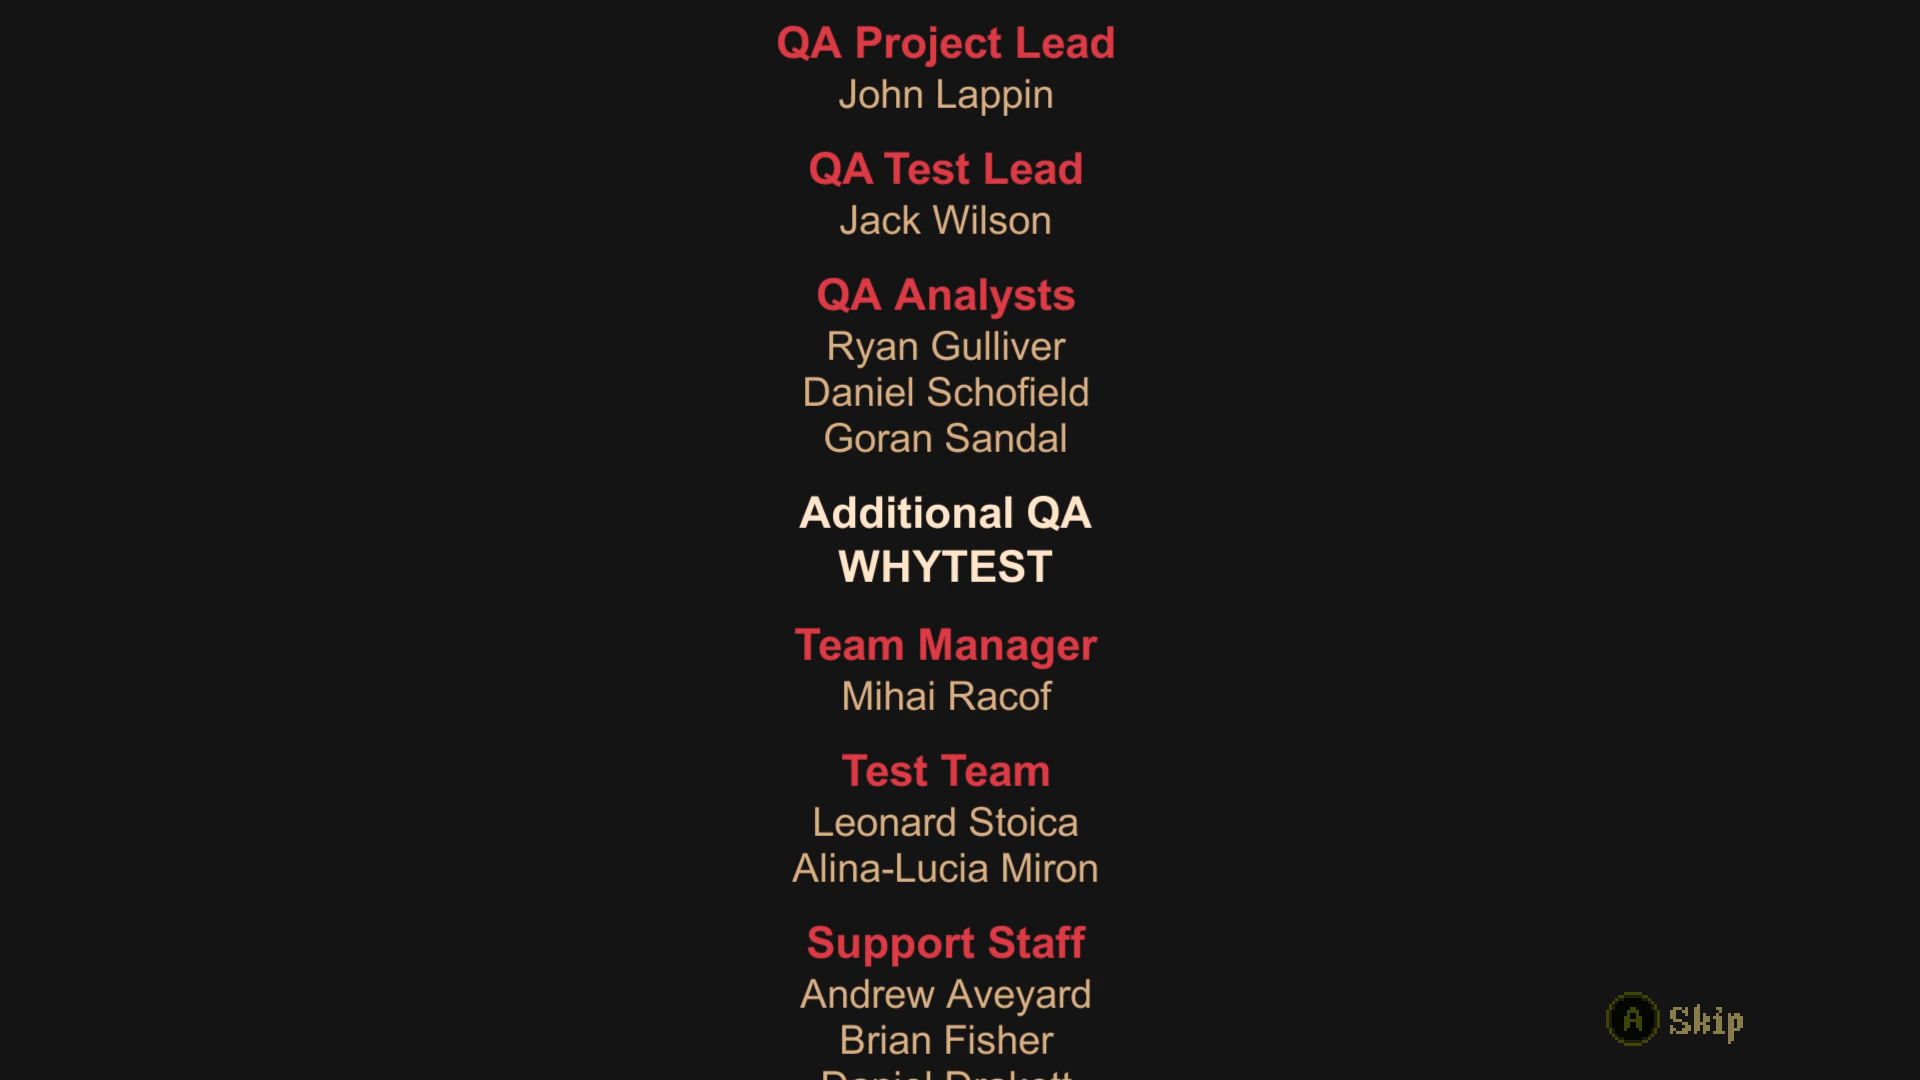 QA Project Lead
John Lappin
QA Test Lead
Jack Wilson
QA Analysts
Ryan Gulliver
Daniel Schofield
Goran Sandal
Additional QA
WHYTEST
Team Manager
Mihai Racof
Test Team
Leonard Stoica
Alina-Lucia Miron
Support Staff
Andrew Aveyard
Brian Fisher
A Skip